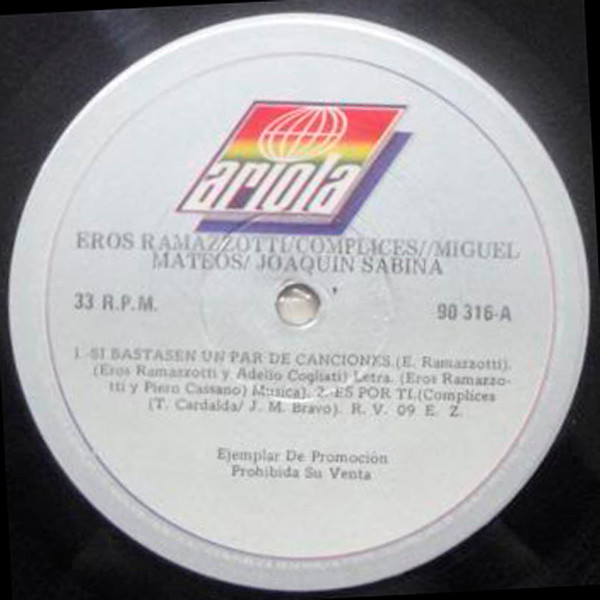 ariola
EROS RAMAZZOTTI/COMPLICES//MIGUEL
MATEOS/ JOAQUIN SABINA
33 R.P.M.
90 316-A
1.-SI BASTASEN UN PAR DE CANCIONES.(E. Ramazzotti).
(Eros Ramazzotti y Adelio Cogliati) Letra. (Eros Ramazzo-
tti y Piero Cassano) Musica). 2.-ES POR TI.(Complices
(T. Cardalda/ J. M. Bravo). R. V. 09 E. Z.
Ejemplar De Promoción
Prohibida Su Venta